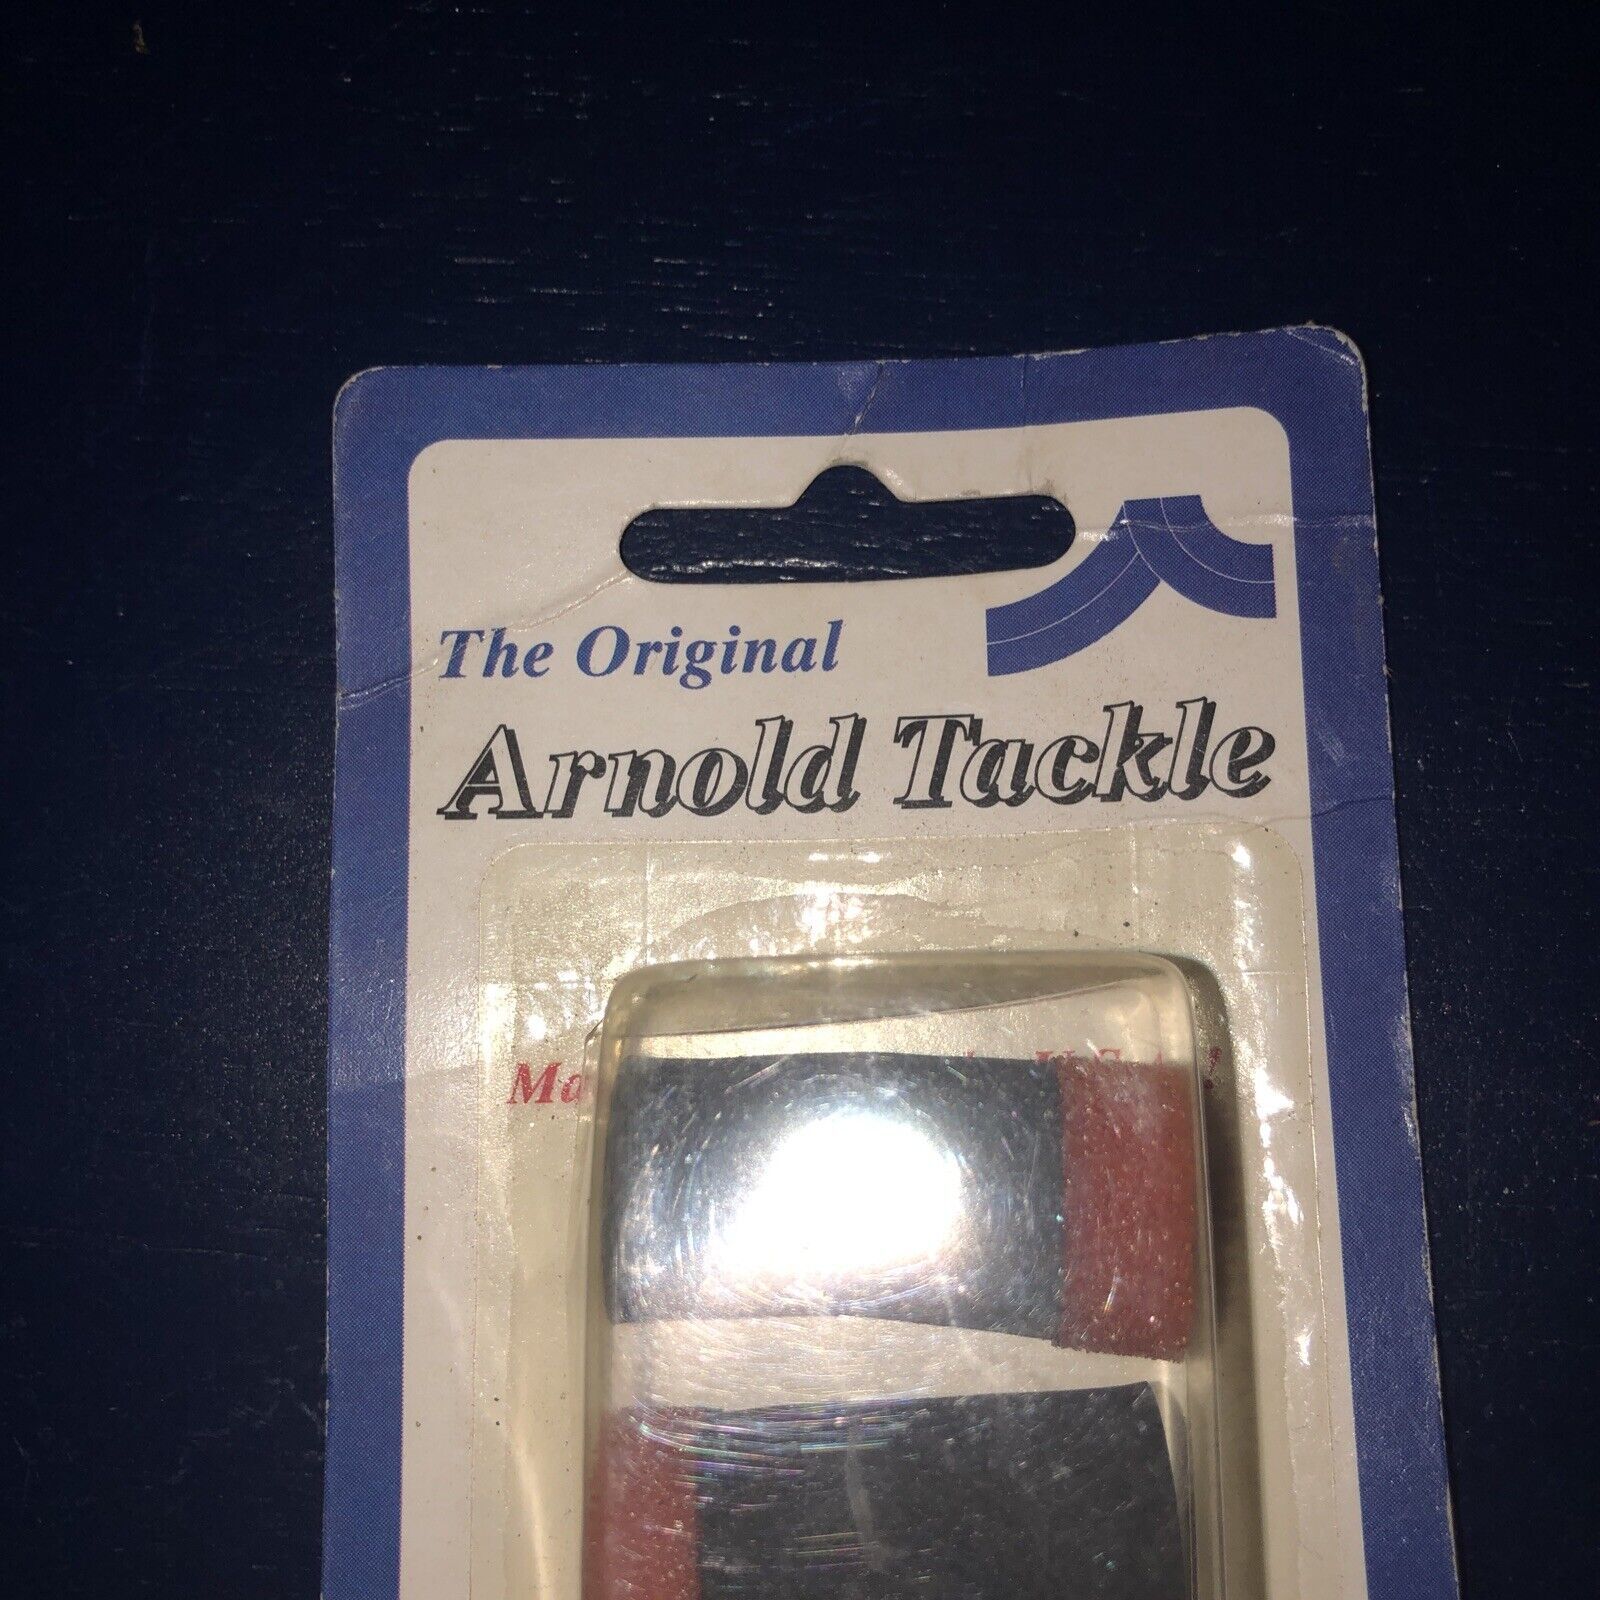 The Original
Arnold Tackle